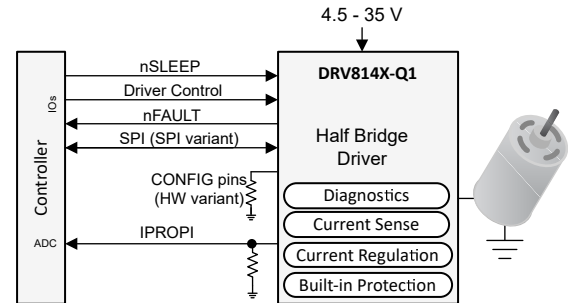 4.5 - 35 V
nSLEEP
DRV814X-Q1
Driver Control
IOs
nFAULT
SPI (SPI variant)
Half Bridge
Driver
Controller
CONFIG pins
(HW variant)
Diagnostics
Current Sense
ADC
IPROPI
Current Regulation
Built-in Protection